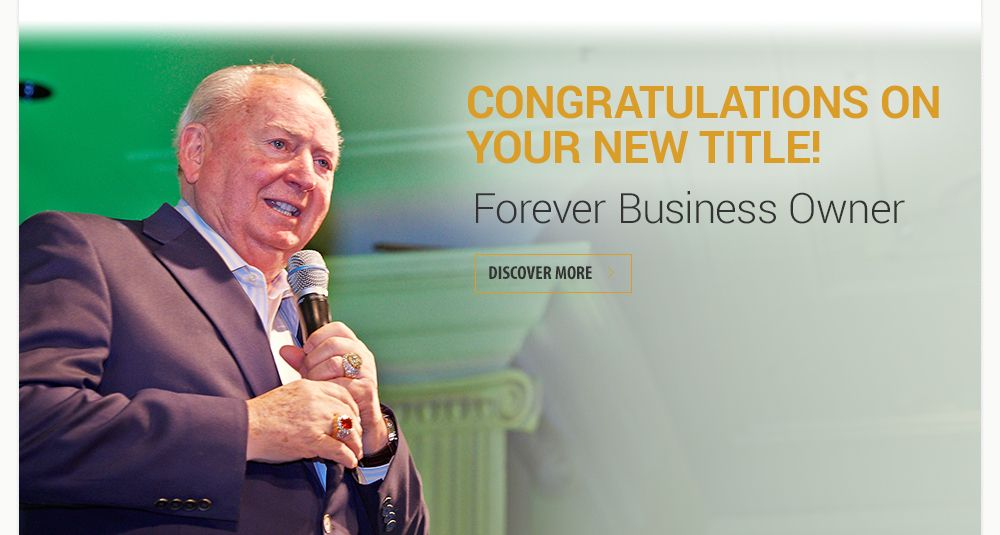 CONGRATULATIONS ON
YOUR NEW TITLE!
Forever Business Owner
DISCOVER MORE